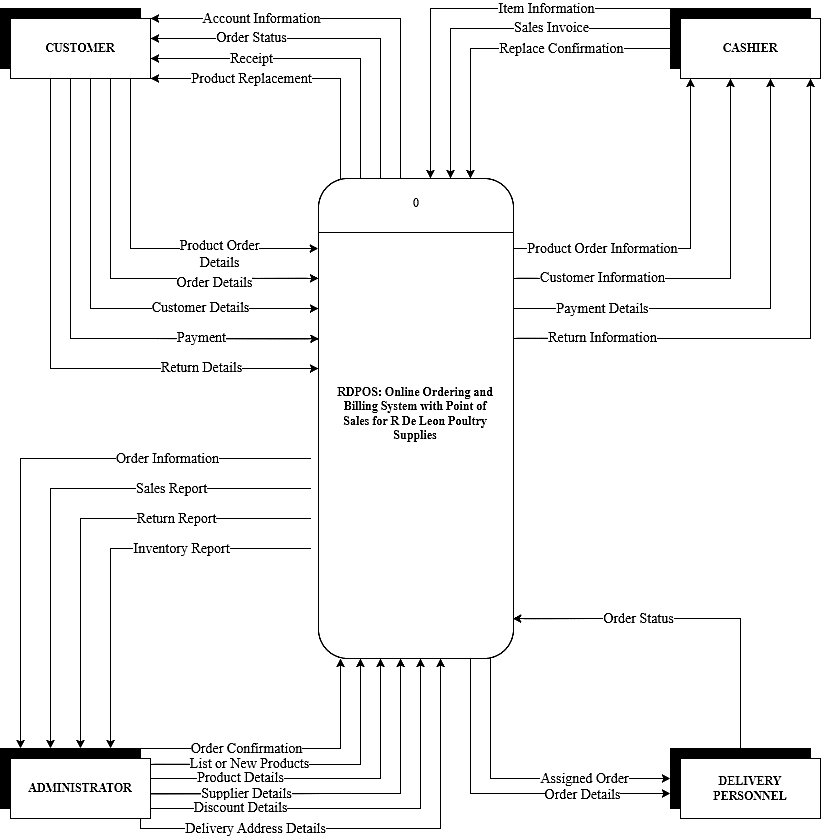 Account Information
Order Status
Receipt
Product Replacement
CUSTOMER
Item Information
Sales Invoice
Replace Confirmation
CASHIER
0
Product Order
Details
Order Details
Customer Details
Payment
Return Details
Product Order Information
Customer Information
Payment Details
Return Information
RDPOS: Online Ordering and
Billing System with Point of
Sales for R De Leon Poultry
Supplies
Order Information
Sales Report
Return Report
Inventory Report
Order Status
ADMINISTRATOR
Order Confirmation
List or New Products
Product Details
Supplier Details
Discount Details
Delivery Address Details
Assigned Order
Order Details
DELIVERY
PERSONNEL